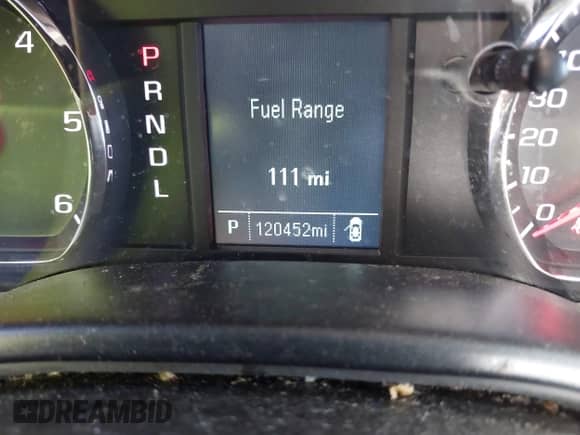 4
5
6
P
R
N
D
L
Fuel Range
111 mi
P 120452mi
30
20
10
0
DREAMBID